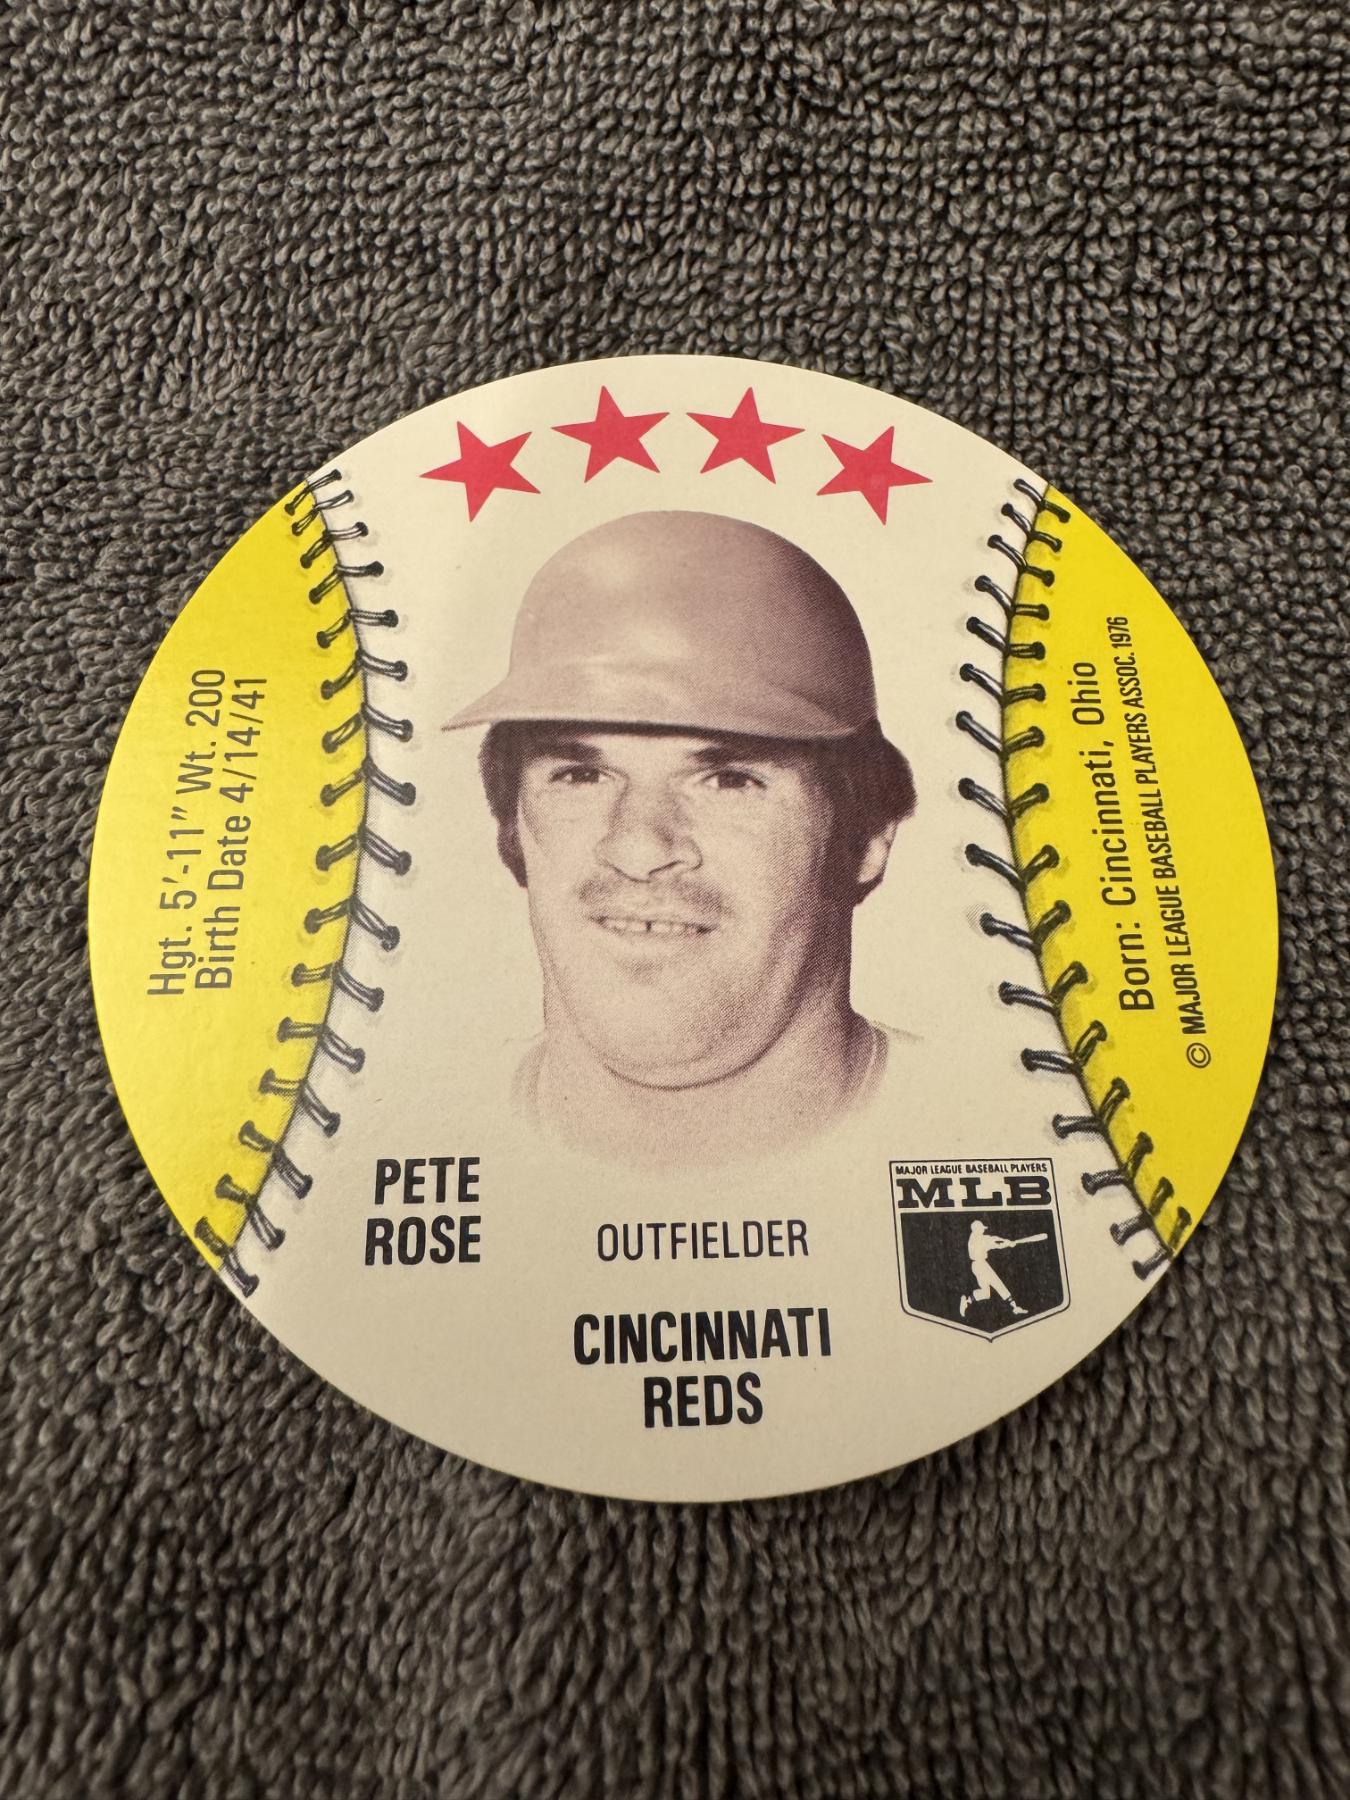 Hgt. 5'-11" Wt. 200
Birth Date 4/14/41
Born: Cincinnati, Ohio
© MAJOR LEAGUE BASEBALL PLAYERS ASSOC. 1976
PETE
ROSE
OUTFIELDER
MAJOR LEAGUE BASEBALL PLAYERS
MLB
CINCINNATI
REDS